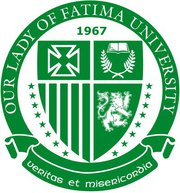 OUR LADY OF FATIMA UNIVERSITY
1967
Veritas et Misericordia